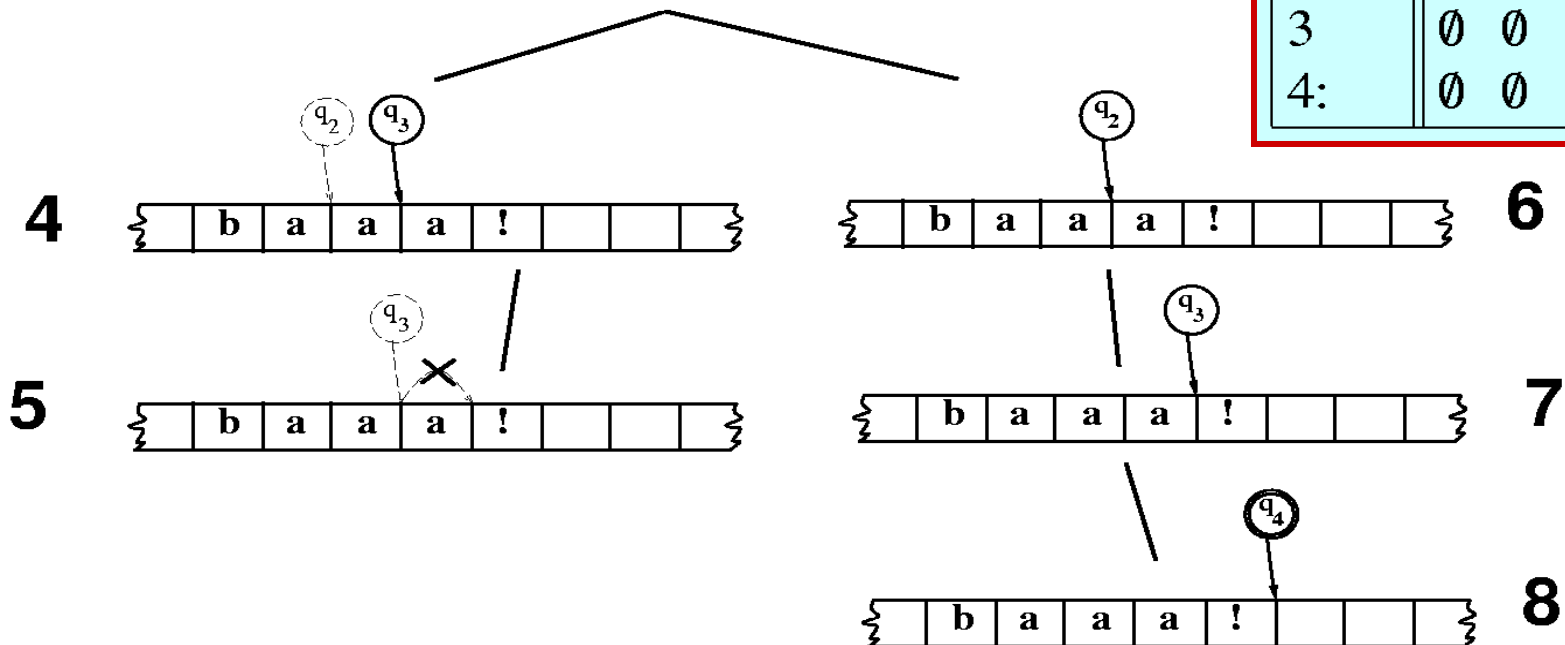 3 ∅ ∅
4: ∅ ∅
q2 q3 q2
4 b a a a ! b a a a ! 6
q3 q3
5 b a a a ! b a a a ! 7
q4
b a a a ! 8